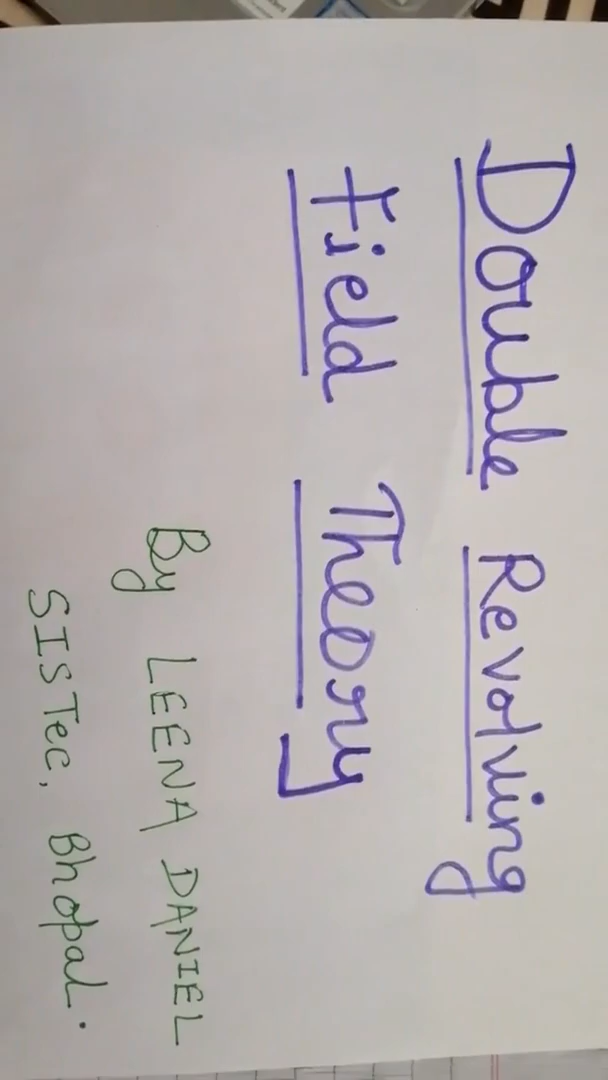 Double Revolving
Field Theory
By LEENA DANIEL
SISTec, Bhopal.